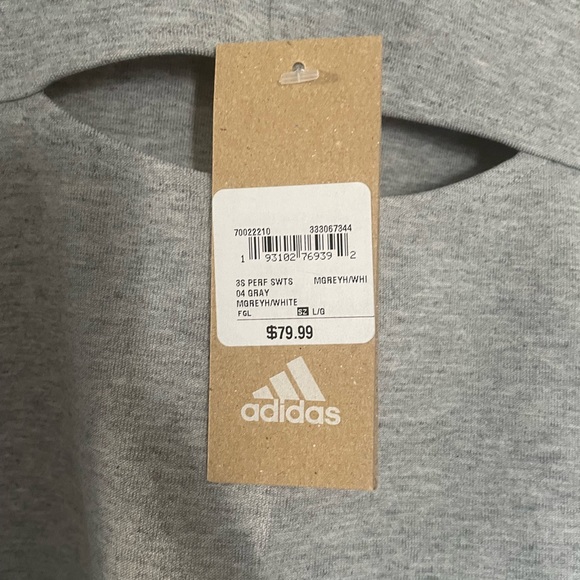 70022210 333067344
1 93102 76939 2
3S PERF SWTS MGREYH/WHI
04 GRAY
MGREYH/WHITE
FGL SZ L/G
$79.99
adidas